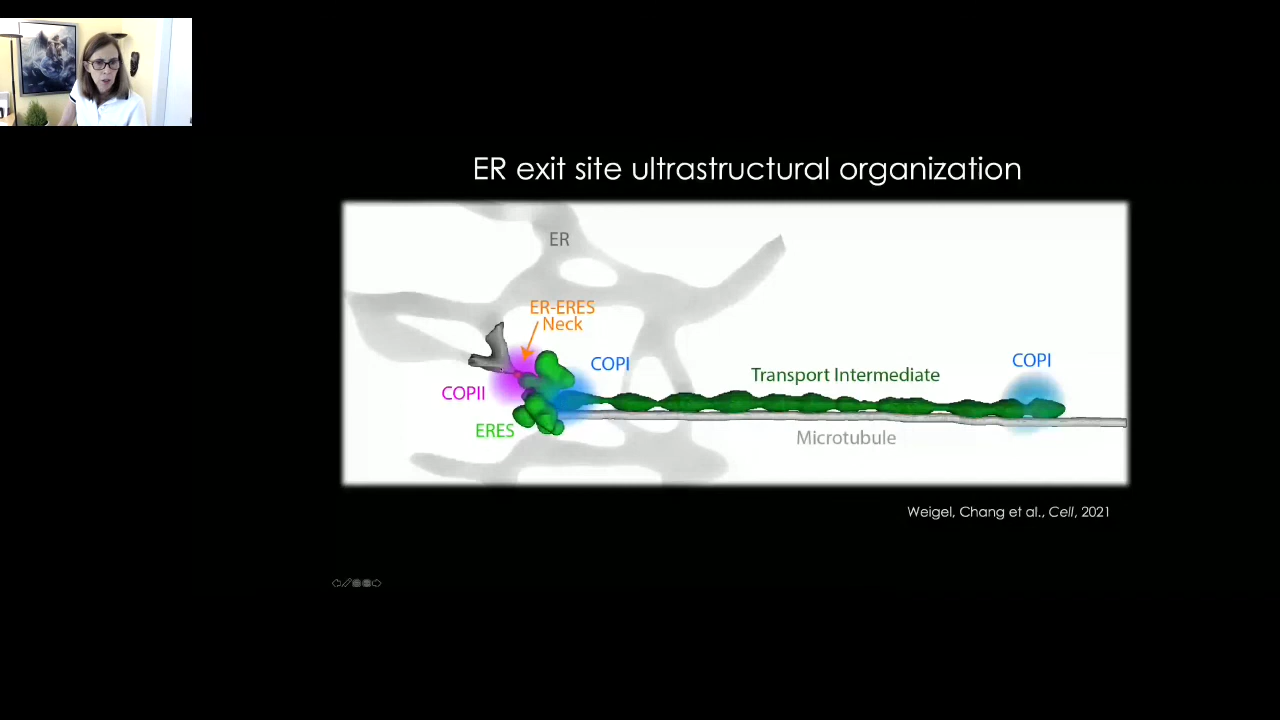 ER exit site ultrastructural organization
ER
ER-ERES
Neck
COPI
COPI
Transport Intermediate
COPII
ERES
Microtubule
Weigel, Chang et al., Cell, 2021